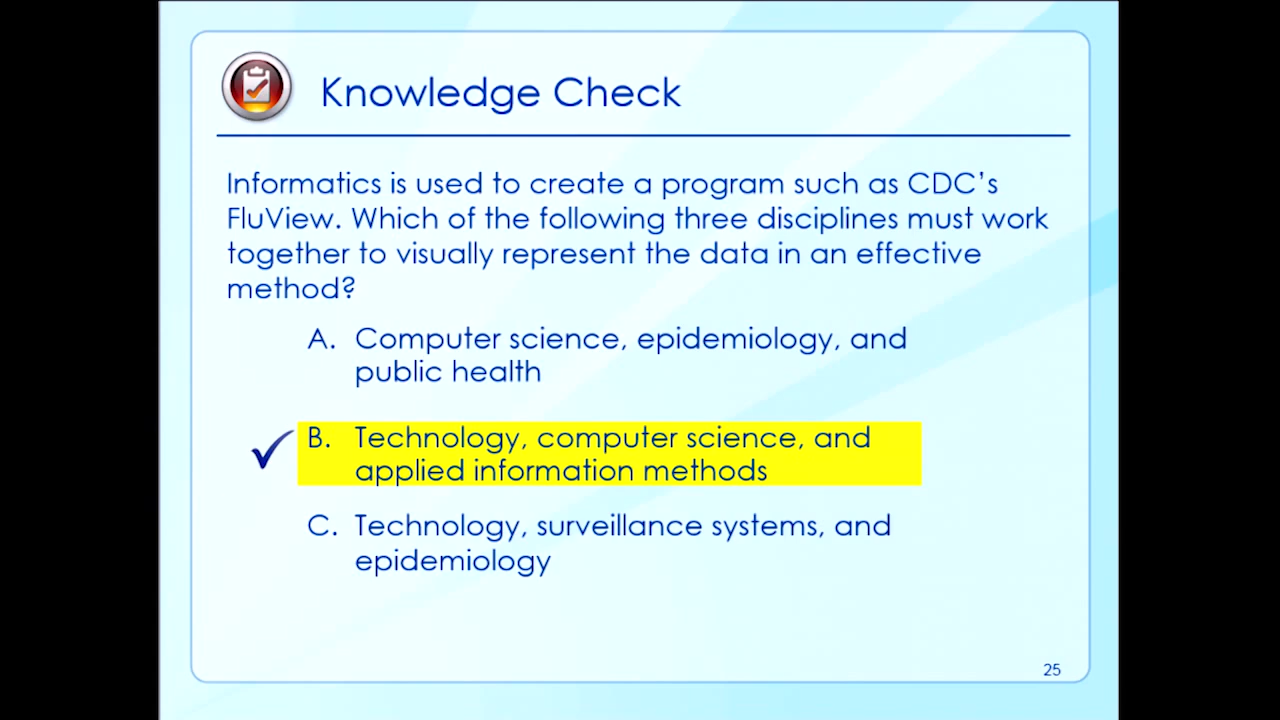 Knowledge Check
Informatics is used to create a program such as CDC’s
FluView. Which of the following three disciplines must work
together to visually represent the data in an effective
method?
A. Computer science, epidemiology, and
public health
B. Technology, computer science, and
applied information methods
C. Technology, surveillance systems, and
epidemiology
25